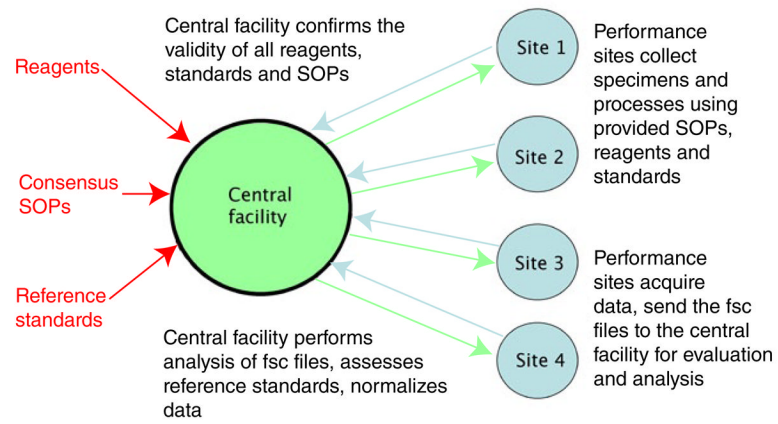 Central facility confirms the
validity of all reagents,
standards and SOPs
Reagents
Consensus
SOPs
Reference
standards
Central
facility
Central facility performs
analysis of fsc files, assesses
reference standards, normalizes
data
Site 1
Site 2
Site 3
Site 4
Performance
sites collect
specimens and
processes using
provided SOPs,
reagents and
standards
Performance
sites acquire
data, send the fsc
files to the central
facility for evaluation
and analysis